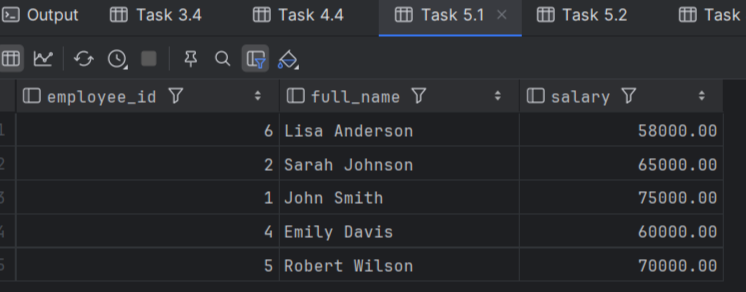 Output Task 3.4 Task 4.4 Task 5.1 Task 5.2 Task
employee_id full_name salary
1 6 Lisa Anderson 58000.00
2 2 Sarah Johnson 65000.00
3 1 John Smith 75000.00
4 4 Emily Davis 60000.00
5 5 Robert Wilson 70000.00